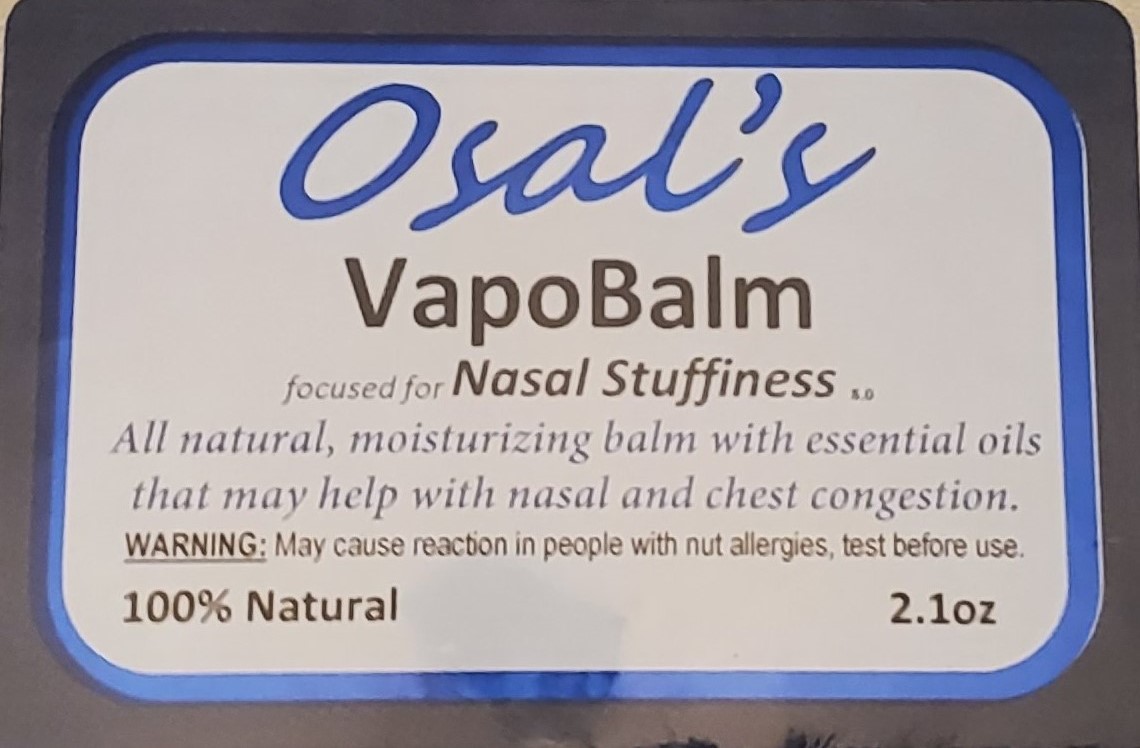 Osal's
VapoBalm
focused for Nasal Stuffiness
All natural, moisturizing balm with essential oils
that may help with nasal and chest congestion.
WARNING: May cause reaction in people with nut allergies, test before use.
100% Natural 2.1oz